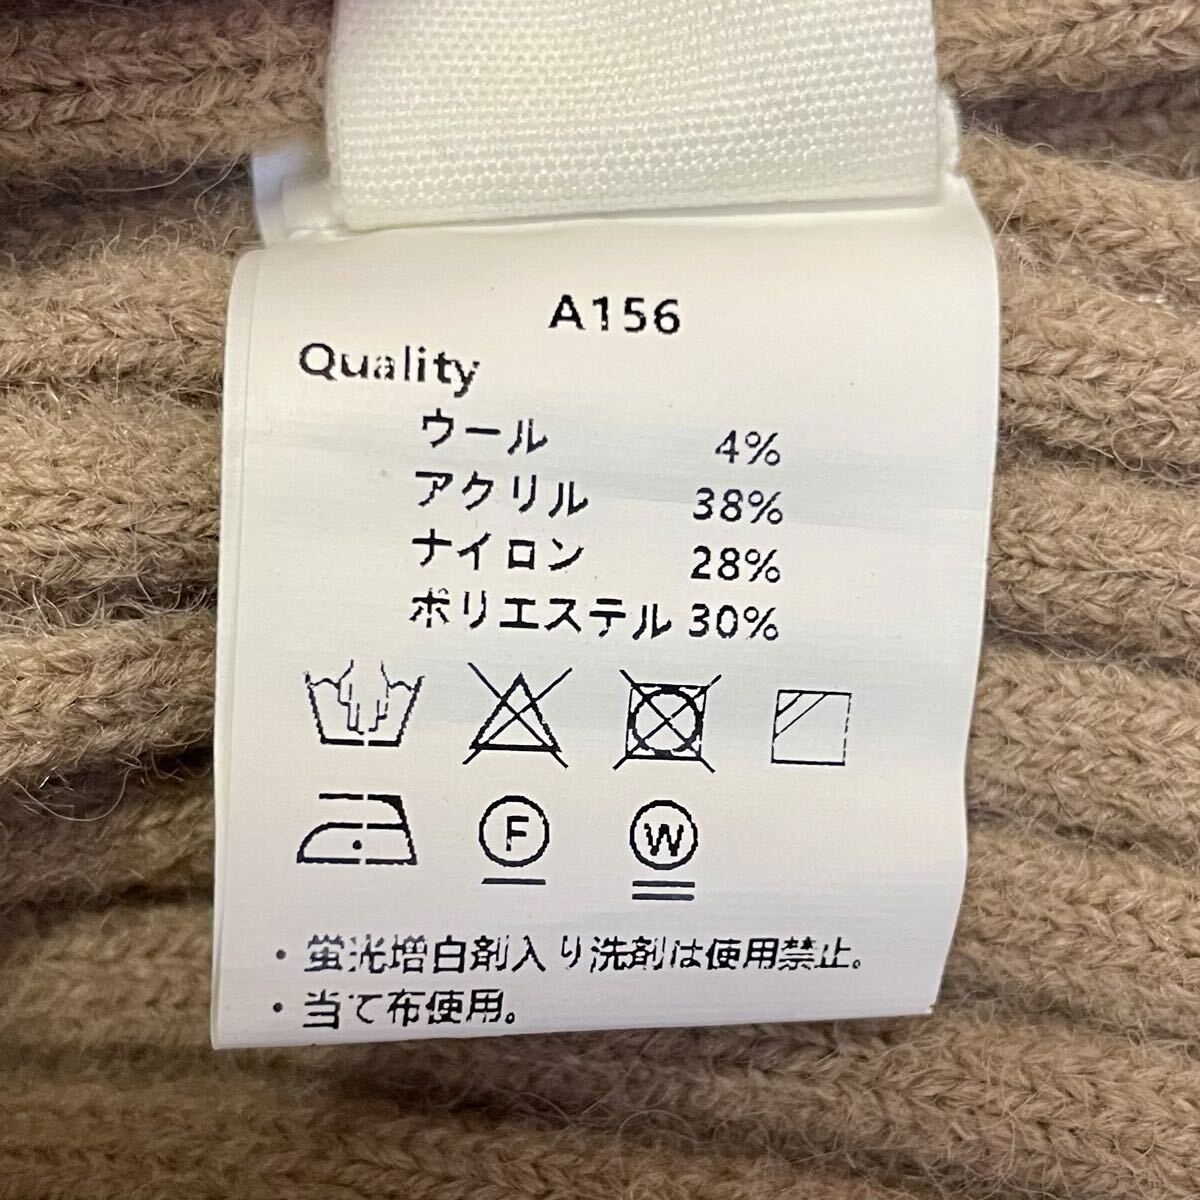 A156
Quality
ウール 4%
アクリル 38%
ナイロン 28%
ポリエステル 30%
F W
・蛍光増白剤入り洗剤は使用禁止。
・当て布使用。